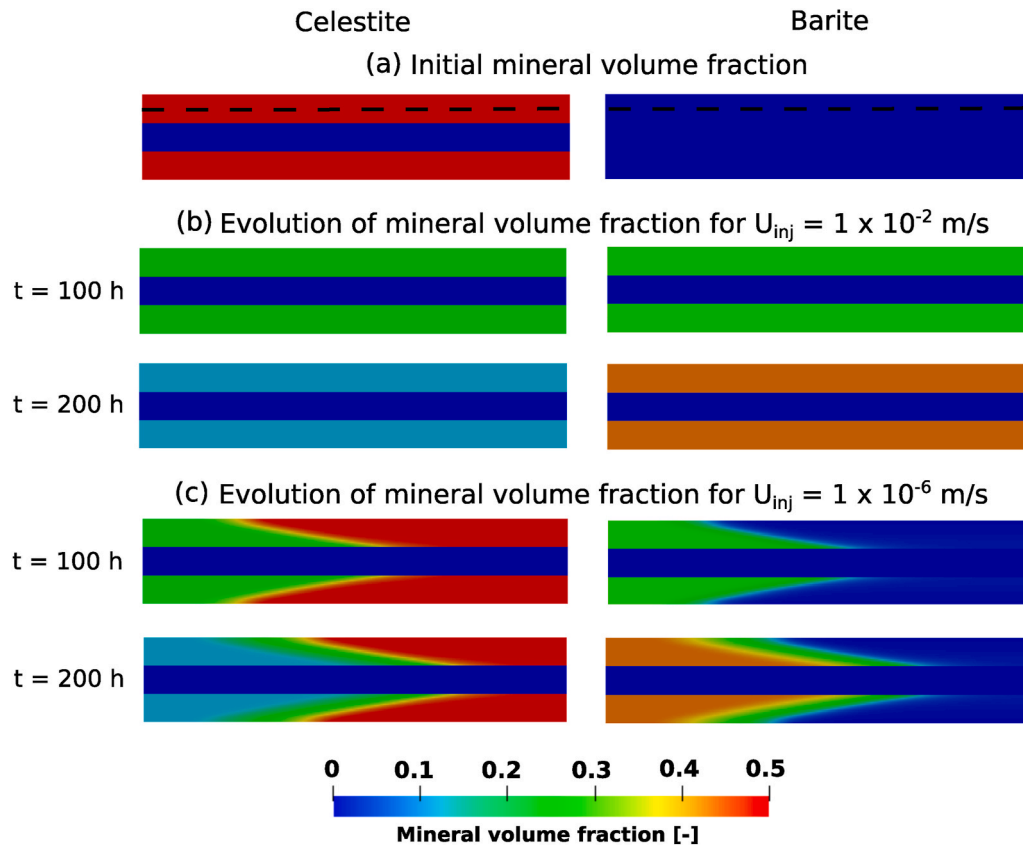 Celestite Barite
(a) Initial mineral volume fraction
(b) Evolution of mineral volume fraction for Uinj = 1 x 10-2 m/s
t = 100 h
t = 200 h
(c) Evolution of mineral volume fraction for Uinj = 1 x 10-6 m/s
t = 100 h
t = 200 h
0 0.1 0.2 0.3 0.4 0.5
Mineral volume fraction [-]